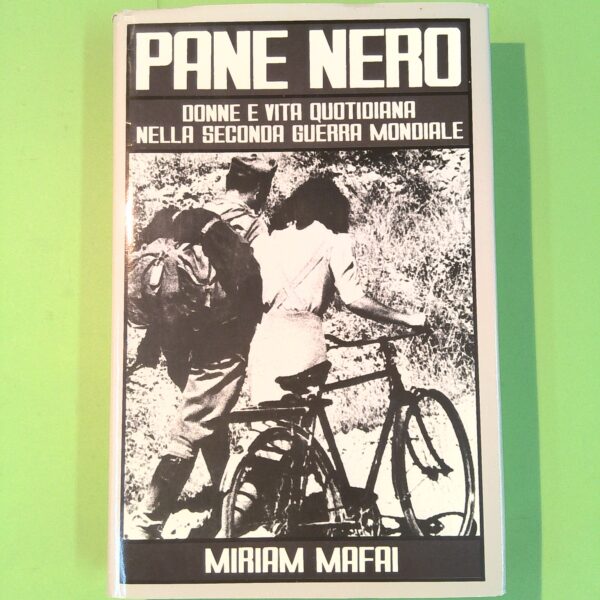 PANE NERO
DONNE E VITA QUOTIDIANA
NELLA SECONDA GUERRA MONDIALE
MIRIAM MAFAI